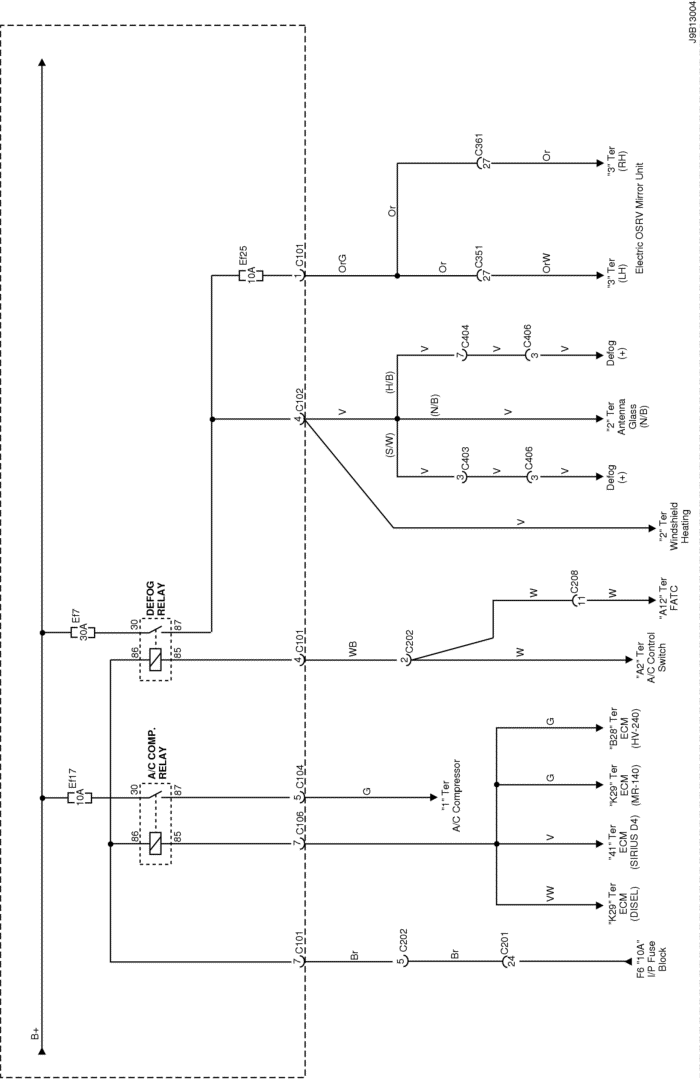 J9B13004
B+
Ef17
10A
Ef7
30A
A/C COMP.
RELAY
DEFOG
RELAY
86
30
85
87
86
30
85
87
Ef25
10A
7 C101
7 C106
5 C104
4 C101
4 C102
1 C101
Br
5 C202
Br
24 C201
F6 "10A"
I/P Fuse
Block
VW
"K29" Ter
ECM
(DISEL)
V
"41" Ter
ECM
(SIRIUS D4)
G
"K29" Ter
ECM
(MR-140)
G
"B28" Ter
ECM
(HV-240)
G
"1" Ter
A/C Compressor
WB
2 C202
W
"A2" Ter
A/C Control
Switch
W
11 C208
W
"A12" Ter
FATC
V
"2" Ter
Windshield
Heating
V
(S/W)
(N/B)
(H/B)
V
3 C403
V
3 C406
V
Defog
(+)
V
"2" Ter
Antenna
Glass
(N/B)
V
7 C404
V
3 C406
V
Defog
(+)
OrG
Or
27 C351
OrW
"3" Ter
(LH)
Or
27 C361
Or
"3" Ter
(RH)
Electric OSRV Mirror Unit